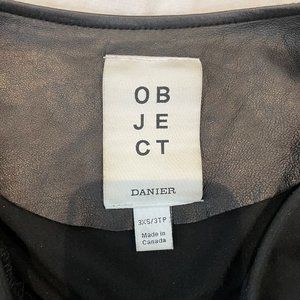 OB
JE
CT
DANIER
3XS/3TP
Made in
Canada